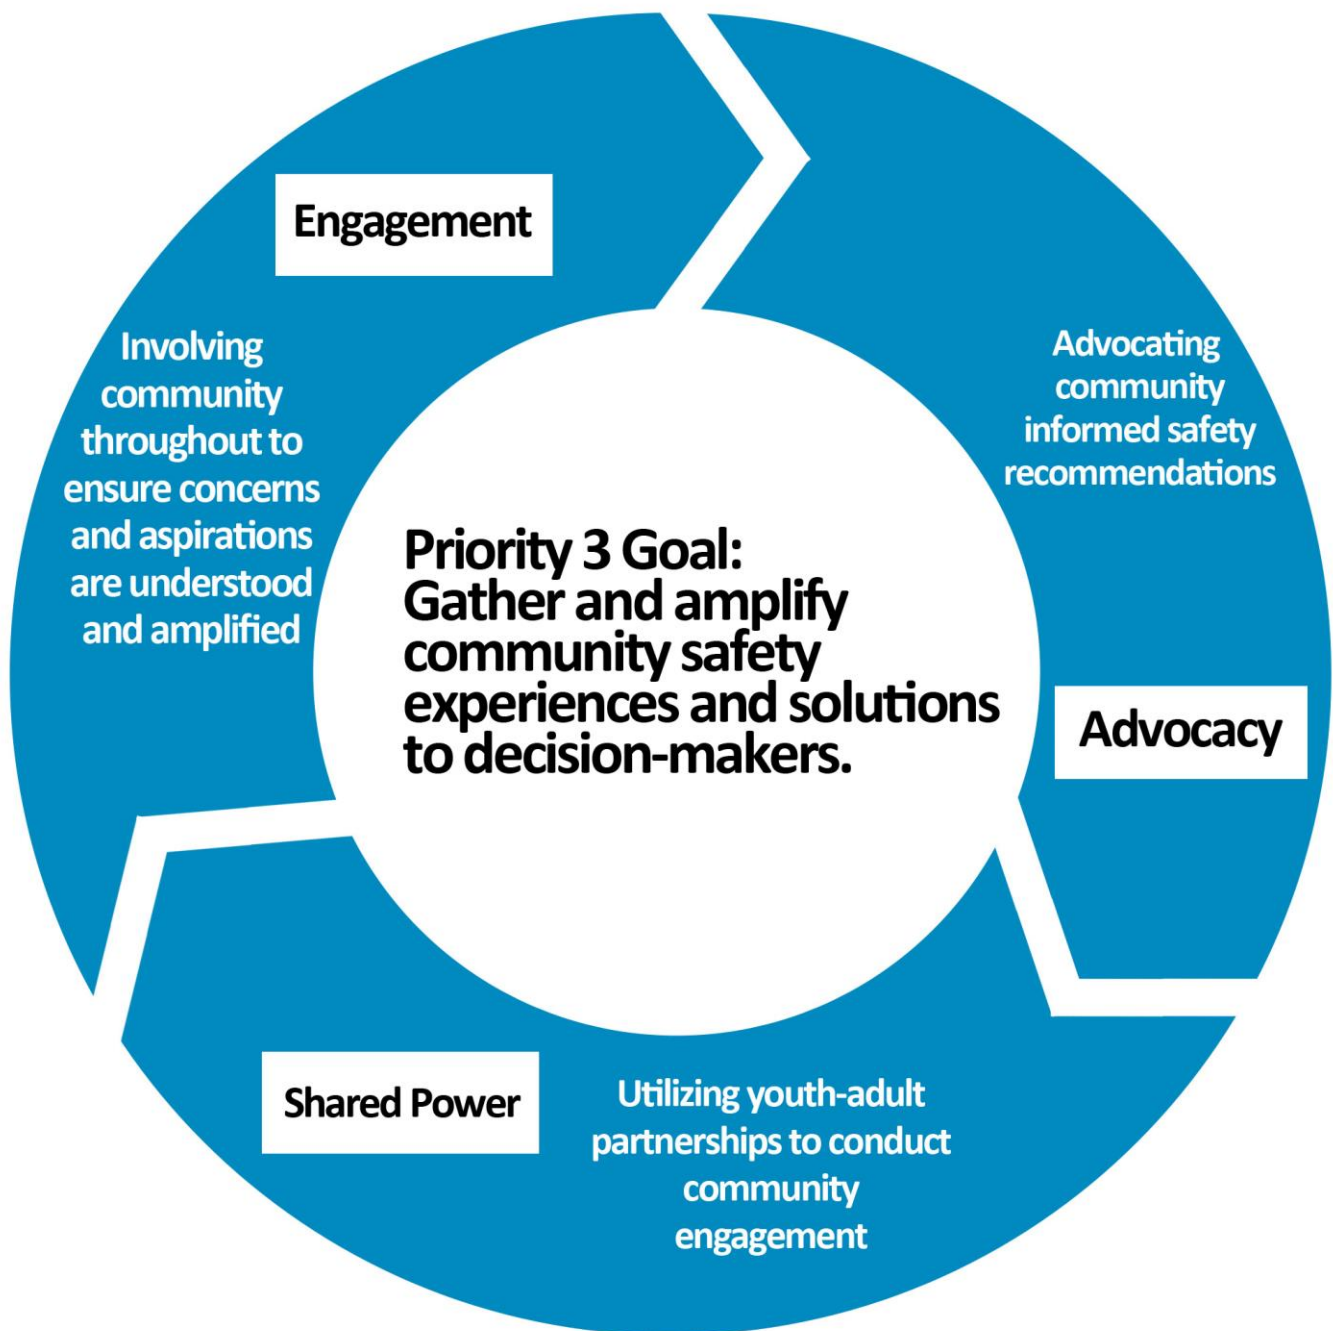 Engagement
Involving
community
throughout to
ensure concerns
and aspirations
are understood
and amplified
Advocating
community
informed safety
recommendations
Advocacy
Priority 3 Goal:
Gather and amplify
community safety
experiences and solutions
to decision-makers.
Shared Power
Utilizing youth-adult
partnerships to conduct
community
engagement